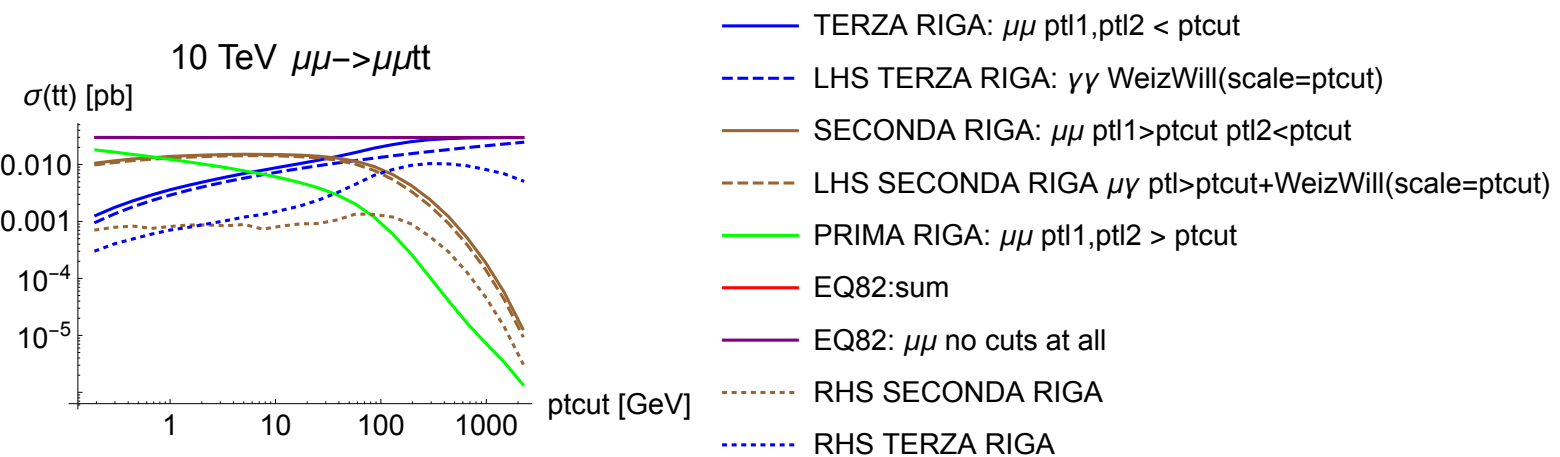 10 TeV μμ−>μμtt
σ(tt) [pb]
0.010
0.001
10⁻⁴
10⁻⁵
1 10 100 1000
ptcut [GeV]
TERZA RIGA: μμ ptl1,ptl2 < ptcut
LHS TERZA RIGA: γγ WeizWill(scale=ptcut)
SECONDA RIGA: μμ ptl1>ptcut ptl2<ptcut
LHS SECONDA RIGA μγ ptl>ptcut+WeizWill(scale=ptcut)
PRIMA RIGA: μμ ptl1,ptl2 > ptcut
EQ82:sum
EQ82: μμ no cuts at all
RHS SECONDA RIGA
RHS TERZA RIGA